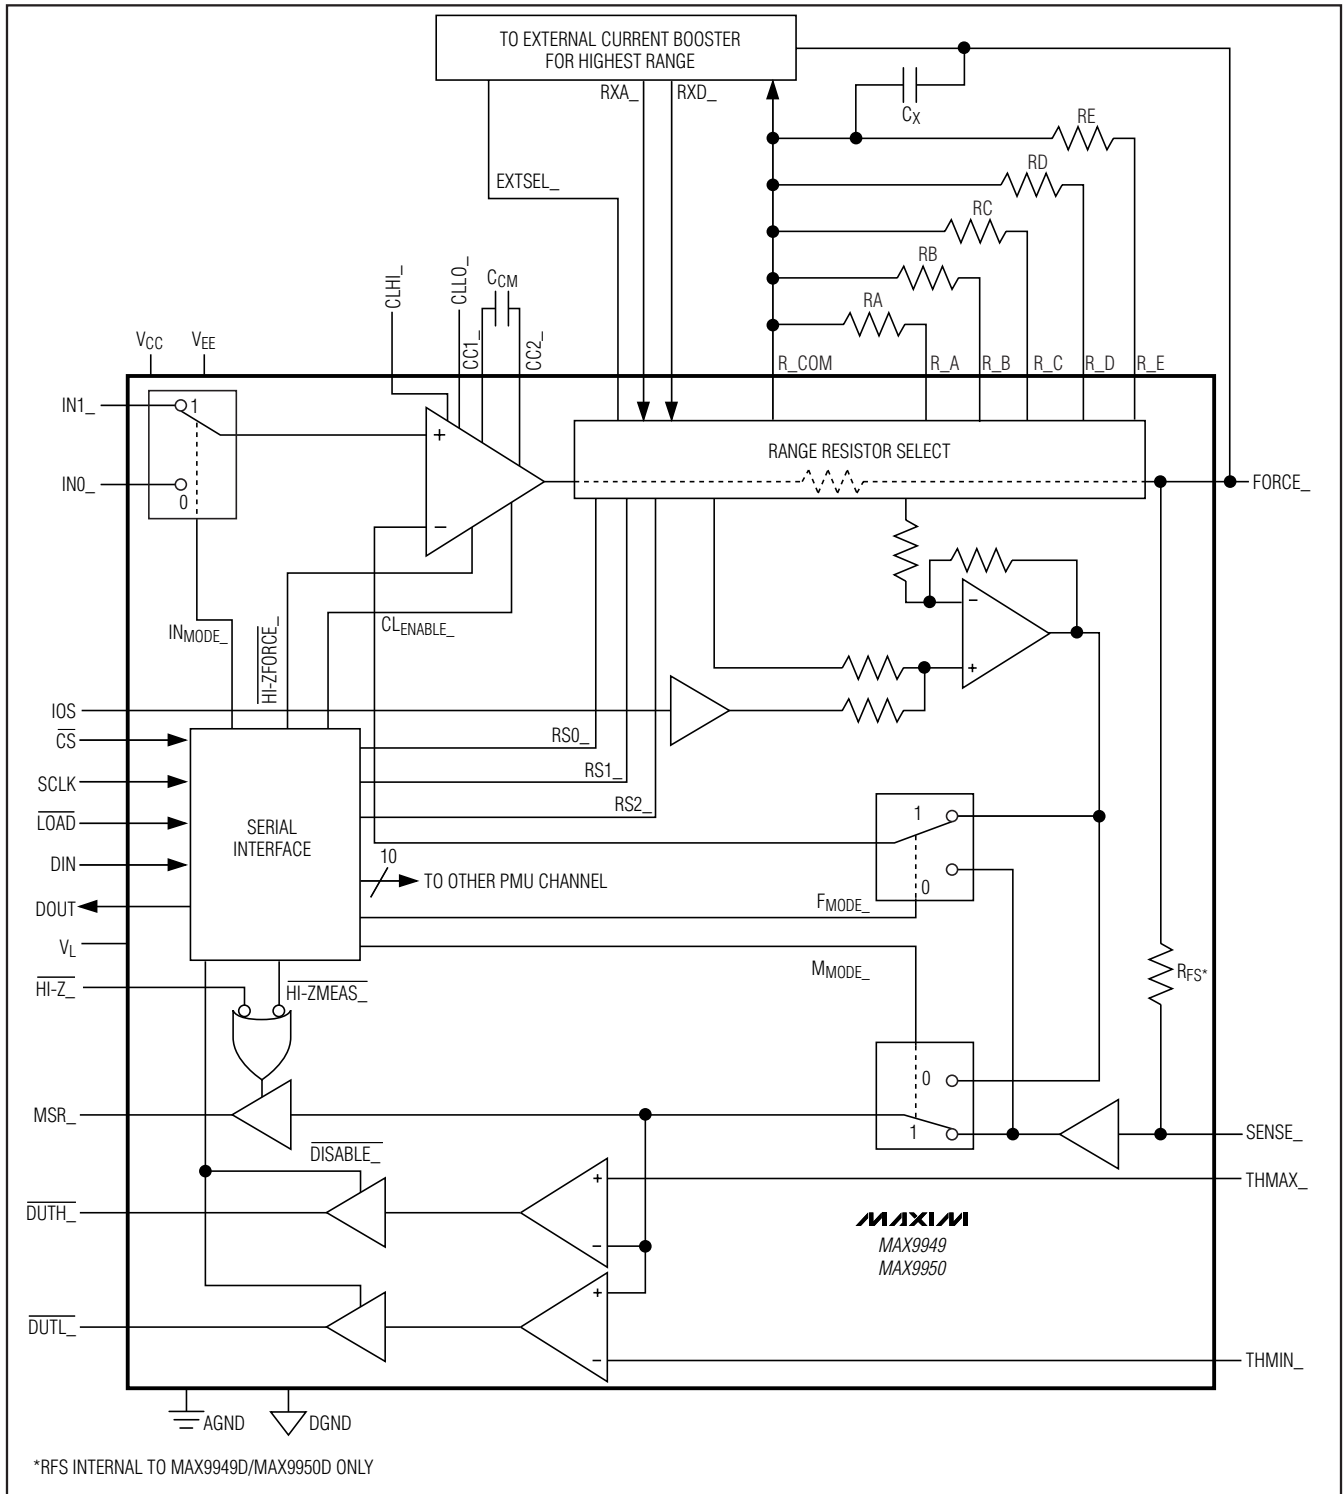 TO EXTERNAL CURRENT BOOSTER
FOR HIGHEST RANGE
RXA_
RXD_
CX
RE
RD
EXTSEL_
RC
RB
RA
CLHI_
CLLO_
CCM
CC1_
CC2_
VCC
VEE
R_COM
R_A
R_B
R_C
R_D
R_E
IN1_
1
+
RANGE RESISTOR SELECT
IN0_
0
FORCE_
−
−
INMODE_
HI-ZFORCE_
CLENABLE_
+
IOS
CS
RS0_
SCLK
RS1_
LOAD
RS2_
1
SERIAL
INTERFACE
DIN
10
TO OTHER PMU CHANNEL
0
DOUT
FMODE_
VL
MMODE_
RFS*
HI-Z_
HI-ZMEAS_
0
MSR_
1
SENSE_
DISABLE_
+
THMAX_
DUTH_
MAXIM
−
MAX9949
MAX9950
+
DUTL_
−
THMIN_
AGND
DGND
*RFS INTERNAL TO MAX9949D/MAX9950D ONLY